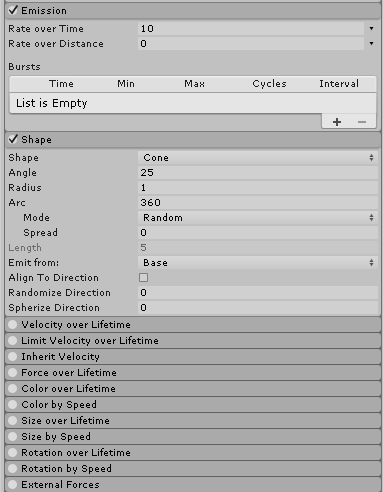 Emission
Rate over Time 10
Rate over Distance 0
Bursts
Time Min Max Cycles Interval
List is Empty
+ −
Shape
Shape Cone
Angle 25
Radius 1
Arc 360
Mode Random
Spread 0
Length 5
Emit from: Base
Align To Direction
Randomize Direction 0
Spherize Direction 0
Velocity over Lifetime
Limit Velocity over Lifetime
Inherit Velocity
Force over Lifetime
Color over Lifetime
Color by Speed
Size over Lifetime
Size by Speed
Rotation over Lifetime
Rotation by Speed
External Forces